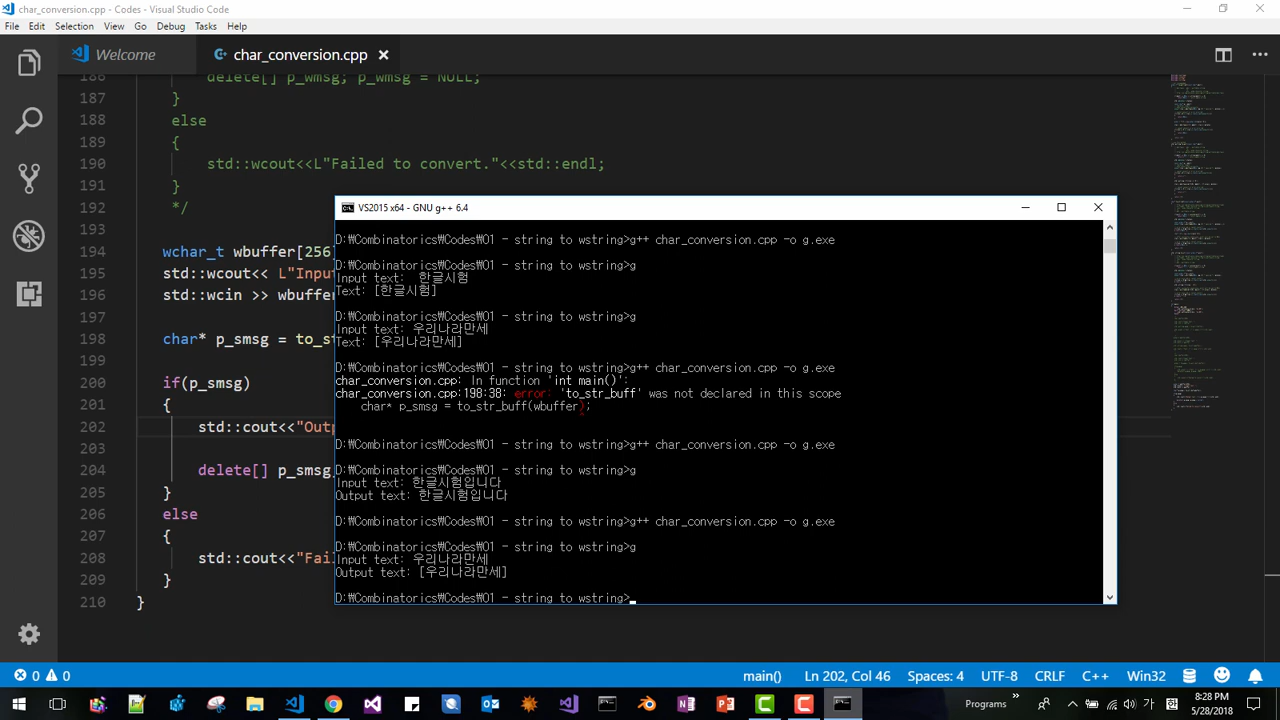 char_conversion.cpp - Codes - Visual Studio Code
File Edit Selection View Go Debug Tasks Help
Welcome
char_conversion.cpp
186 delete[] p_wmsg; p_wmsg = NULL;
187 }
188 else
189 {
190 std::wcout<<L"Failed to convert."<<std::endl;
191 }
192 */
193
194 wchar_t wbuffer[256
195 std::wcout<< L"Input
196 std::wcin >> wbuffer
197
198 char* p_smsg = to_st
199
200 if(p_smsg)
201 {
202 std::cout<<"Outp
203
204 delete[] p_smsg
205 }
206 else
207 {
208 std::cout<<"Fail
209 }
210 }
VS2015 x64 - GNU g++ 6.4
D:₩Combinatorics₩Codes₩01 - string to wstring>g++ char_conversion.cpp -o g.exe
D:₩Combinatorics₩Codes₩01 - string to wstring>g
Input text: 한글시험
Text: [한글시험]
D:₩Combinatorics₩Codes₩01 - string to wstring>g
Input text: 우리나라만세
Text: [우리나라만세]
D:₩Combinatorics₩Codes₩01 - string to wstring>g++ char_conversion.cpp -o g.exe
char_conversion.cpp: In function 'int main()':
char_conversion.cpp:198:38: error: 'to_str_buff' was not declared in this scope
char* p_smsg = to_str_buff(wbuffer);
D:₩Combinatorics₩Codes₩01 - string to wstring>g++ char_conversion.cpp -o g.exe
D:₩Combinatorics₩Codes₩01 - string to wstring>g
Input text: 한글시험입니다
Output text: 한글시험입니다
D:₩Combinatorics₩Codes₩01 - string to wstring>g++ char_conversion.cpp -o g.exe
D:₩Combinatorics₩Codes₩01 - string to wstring>g
Input text: 우리나라만세
Output text: [우리나라만세]
D:₩Combinatorics₩Codes₩01 - string to wstring>
0 0 main() Ln 202, Col 46 Spaces: 4 UTF-8 CRLF C++ Win32
Programs » 가 8:28 PM
5/28/2018